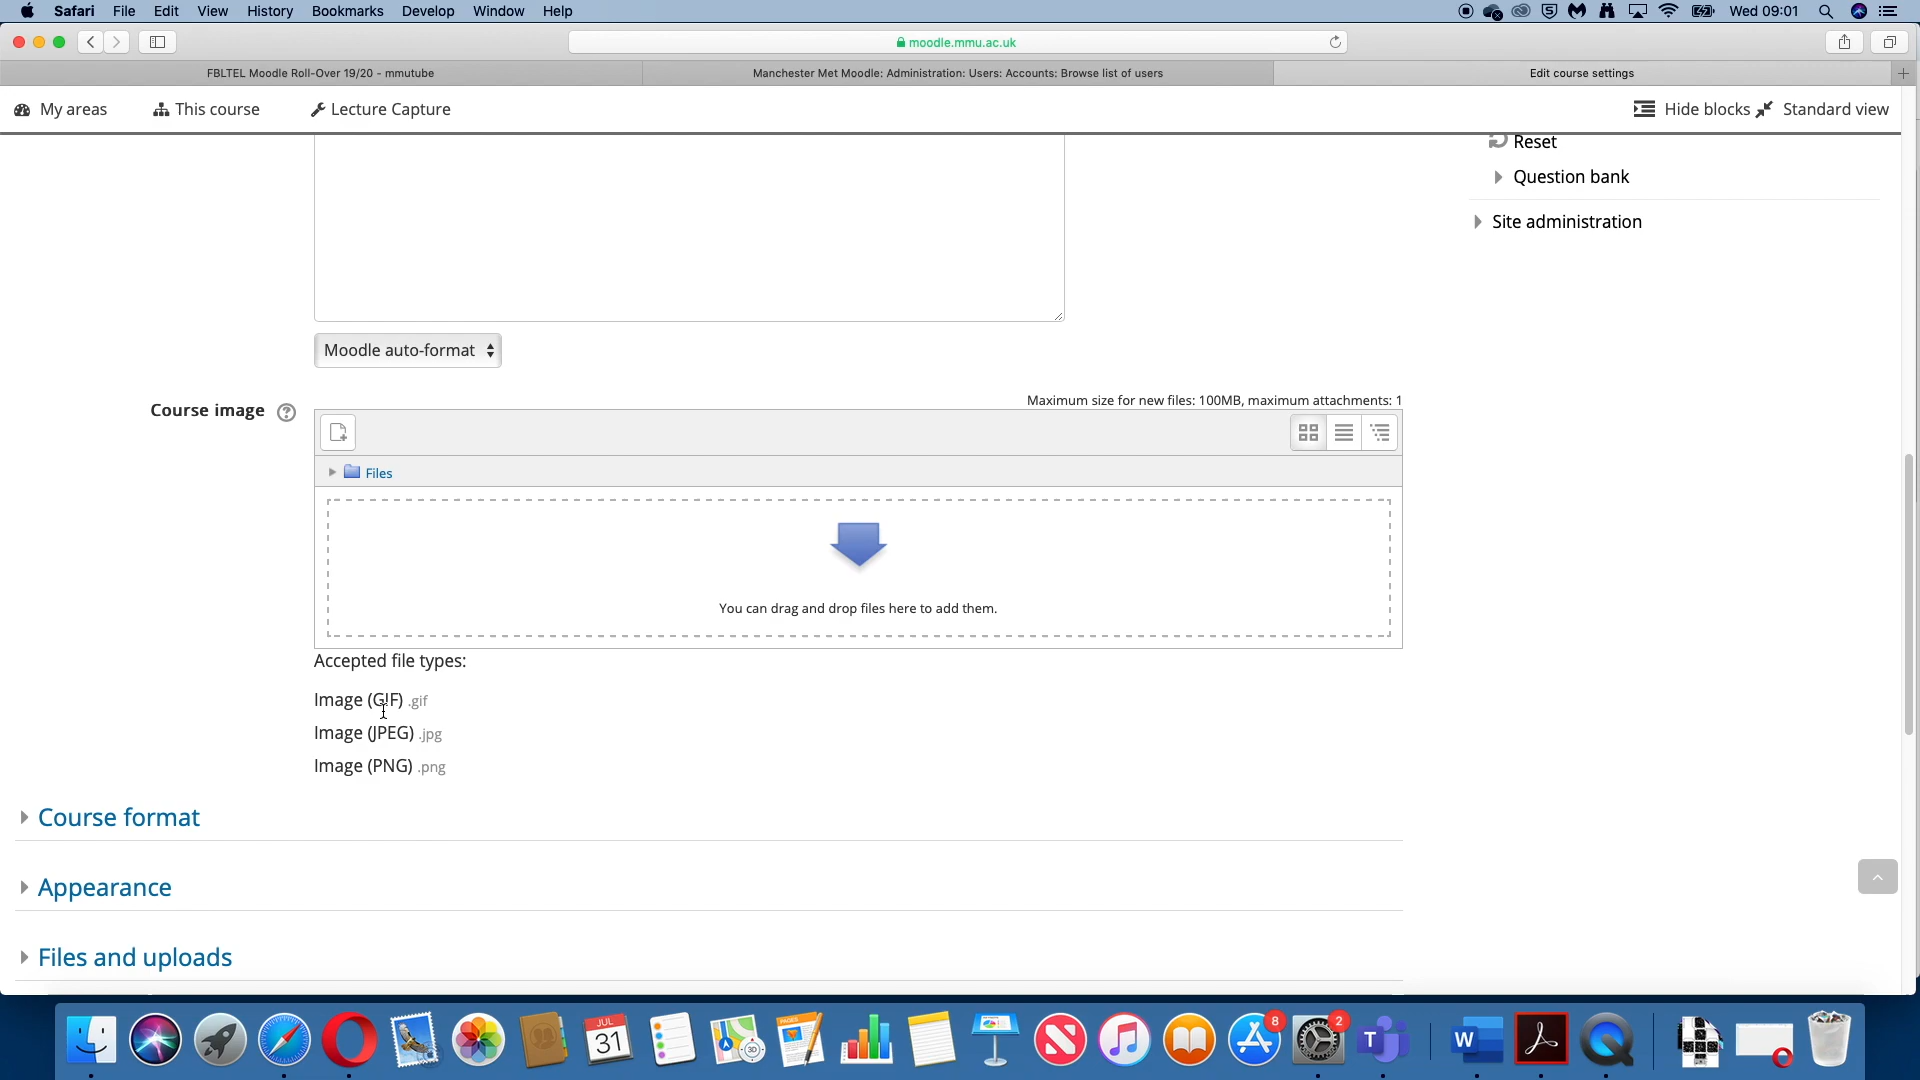 Safari File Edit View History Bookmarks Develop Window Help Wed 09:01
moodle.mmu.ac.uk
FBLTEL Moodle Roll-Over 19/20 - mmutube Manchester Met Moodle: Administration: Users: Accounts: Browse list of users Edit course settings
My areas This course Lecture Capture Hide blocks Standard view
Reset
Question bank
Site administration
Moodle auto-format
Maximum size for new files: 100MB, maximum attachments: 1
Course image
Files
You can drag and drop files here to add them.
Accepted file types:
Image (GIF) .gif
Image (JPEG) .jpg
Image (PNG) .png
Course format
Appearance
Files and uploads
JUL
31
3D
PAGES
8
2
T
W